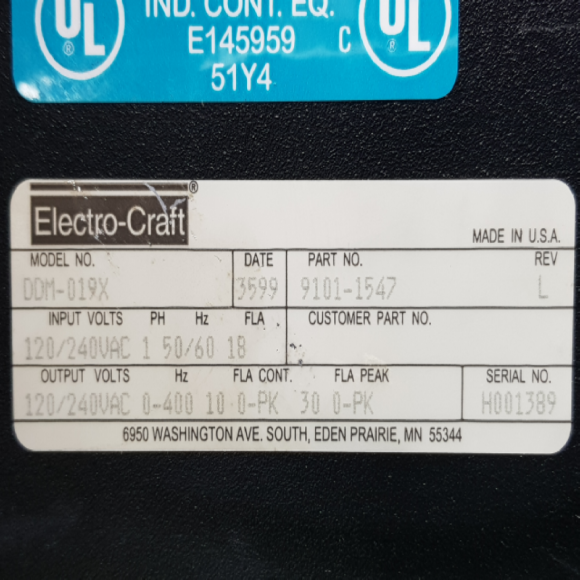 UL
®
IND. CONT. EQ.
E145959
51Y4
C
UL
®
Electro-Craft®
MADE IN U.S.A.
MODEL NO. DATE PART NO. REV
DDM-019X 3599 9101-1547 L
INPUT VOLTS PH Hz FLA CUSTOMER PART NO.
120/240VAC 1 50/60 18
OUTPUT VOLTS Hz FLA CONT. FLA PEAK SERIAL NO.
120/240VAC 0-400 10 0-PK 30 0-PK H001389
6950 WASHINGTON AVE. SOUTH, EDEN PRAIRIE, MN 55344